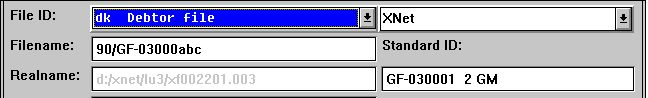 File ID: dk Debtor file XNet
Filename: 90/GF-03000abc Standard ID:
Realname: d:/xnet/lu3/xf002201.003 GF-030001 2 GM